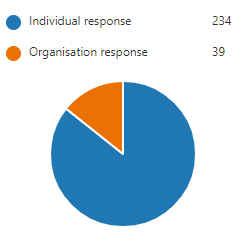 Individual response 234
Organisation response 39